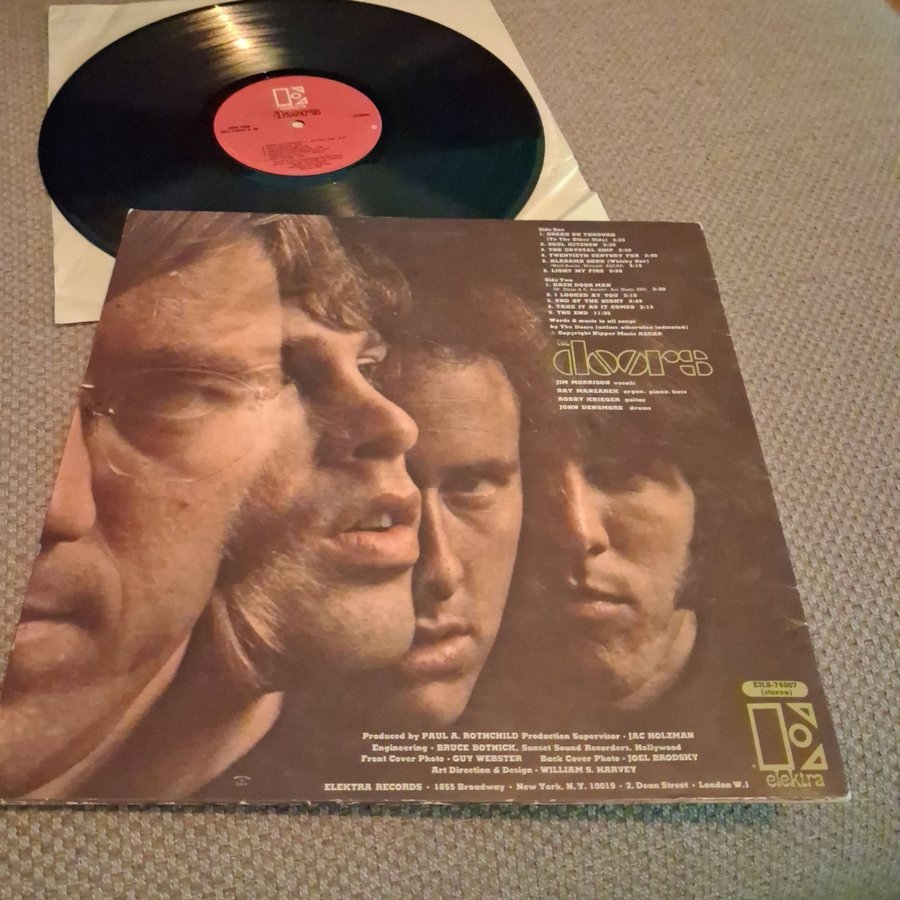 doors
Side One
1. BREAK ON THROUGH
(To The Other Side) 2:25
2. SOUL KITCHEN 3:30
3. THE CRYSTAL SHIP 2:30
4. TWENTIETH CENTURY FOX 2:30
5. ALABAMA SONG (Whisky Bar)
3:15
6. LIGHT MY FIRE 6:50
Side Two
1. BACK DOOR MAN
3:30
2. I LOOKED AT YOU 2:18
3. END OF THE NIGHT 2:49
4. TAKE IT AS IT COMES 2:13
5. THE END 11:35
Words & music to all songs
by The Doors (unless otherwise indicated)
Copyright Nipper Music ASCAP
the
doors
JIM MORRISON vocals
RAY MANZAREK organ, piano, bass
ROBBY KRIEGER guitar
JOHN DENSMORE drums
EKS-74007
(stereo)
elektra
Produced by PAUL A. ROTHCHILD Production Supervisor • JAC HOLZMAN
Engineering • BRUCE BOTNICK, Sunset Sound Recorders, Hollywood
Front Cover Photo • GUY WEBSTER Back Cover Photo • JOEL BRODSKY
Art Direction & Design • WILLIAM S. HARVEY
ELEKTRA RECORDS • 1855 Broadway • New York, N.Y. 10019 • 2, Dean Street • London W.1